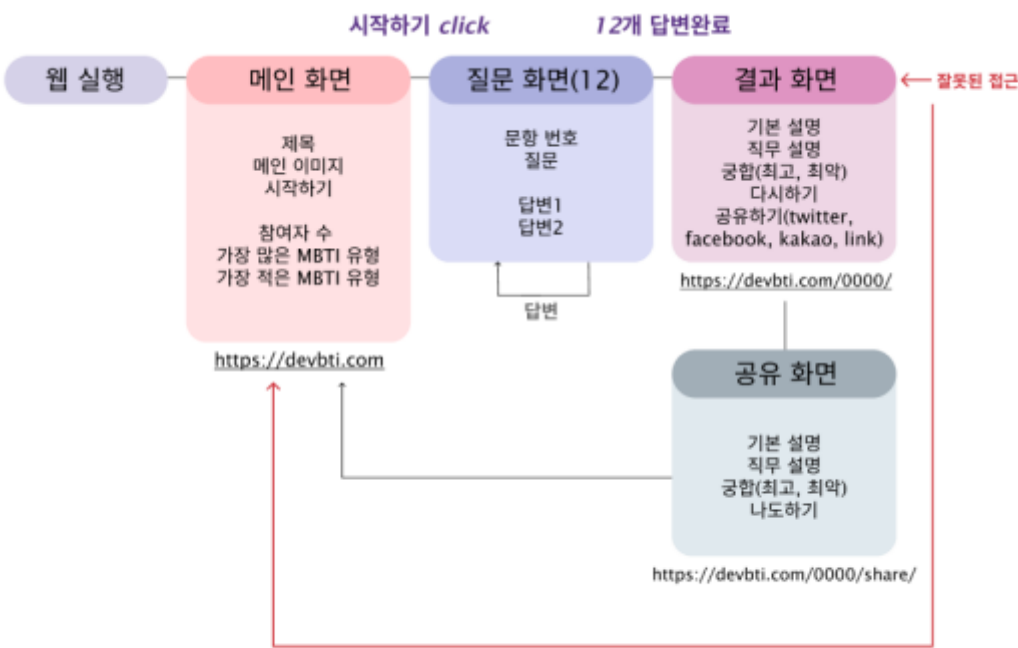 시작하기 click
12개 답변완료
웹 실행
메인 화면
제목
메인 이미지
시작하기
참여자 수
가장 많은 MBTI 유형
가장 적은 MBTI 유형
https://devbti.com
질문 화면(12)
문항 번호
질문
답변1
답변2
답변
결과 화면
잘못된 접근
기본 설명
직무 설명
궁합(최고, 최악)
다시하기
공유하기(twitter,
facebook, kakao, link)
https://devbti.com/0000/
공유 화면
기본 설명
직무 설명
궁합(최고, 최악)
나도하기
https://devbti.com/0000/share/